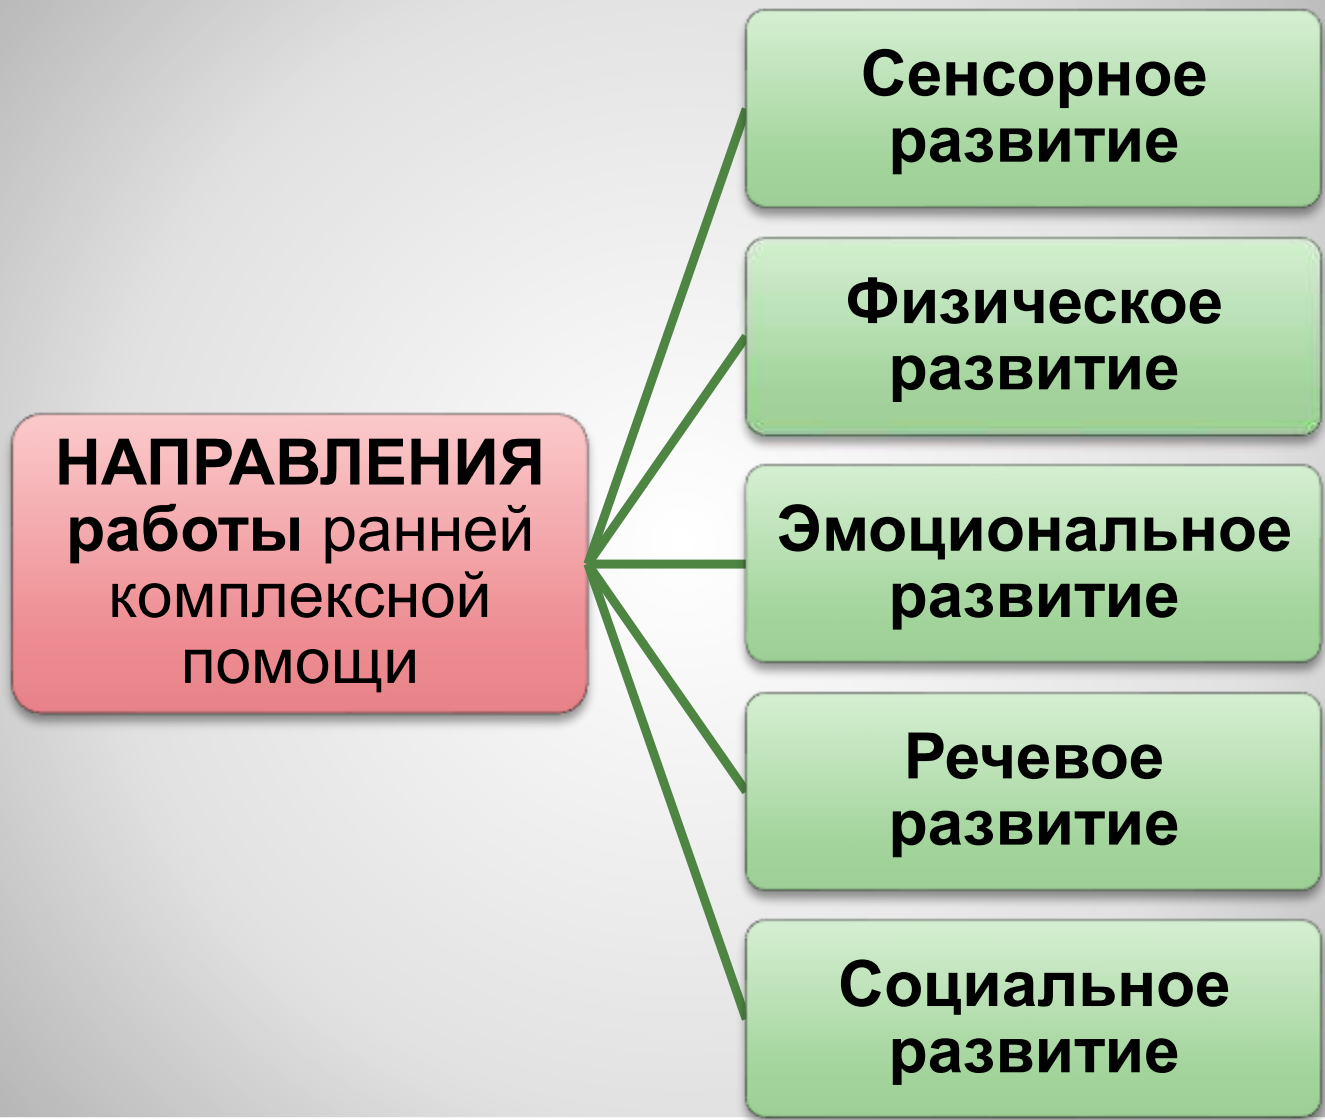 НАПРАВЛЕНИЯ
работы ранней
комплексной
помощи
Сенсорное
развитие
Физическое
развитие
Эмоциональное
развитие
Речевое
развитие
Социальное
развитие